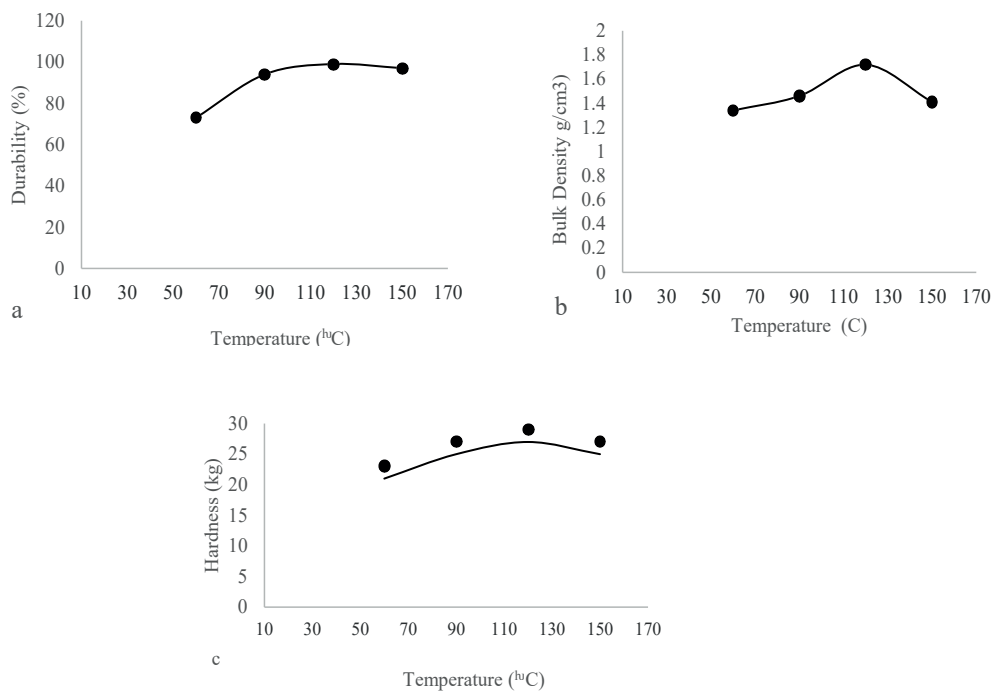 120
100
80
60
40
20
0
Durability (%)
10 30 50 70 90 110 130 150 170
Temperature (ºC)
a
2
1.8
1.6
1.4
1.2
1
0.8
0.6
0.4
0.2
0
Bulk Density g/cm3)
10 30 50 70 90 110 130 150 170
Temperature (C)
b
30
25
20
15
10
5
0
Hardness (kg)
10 30 50 70 90 110 130 150 170
Temperature (ºC)
c